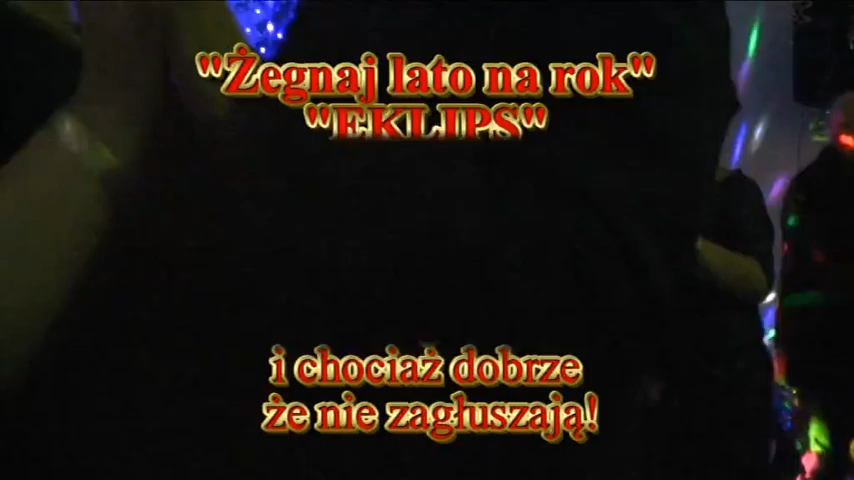 "Żegnaj lato na rok"
"EKLIPS"
i chociaż dobrze
że nie zagłuszają!